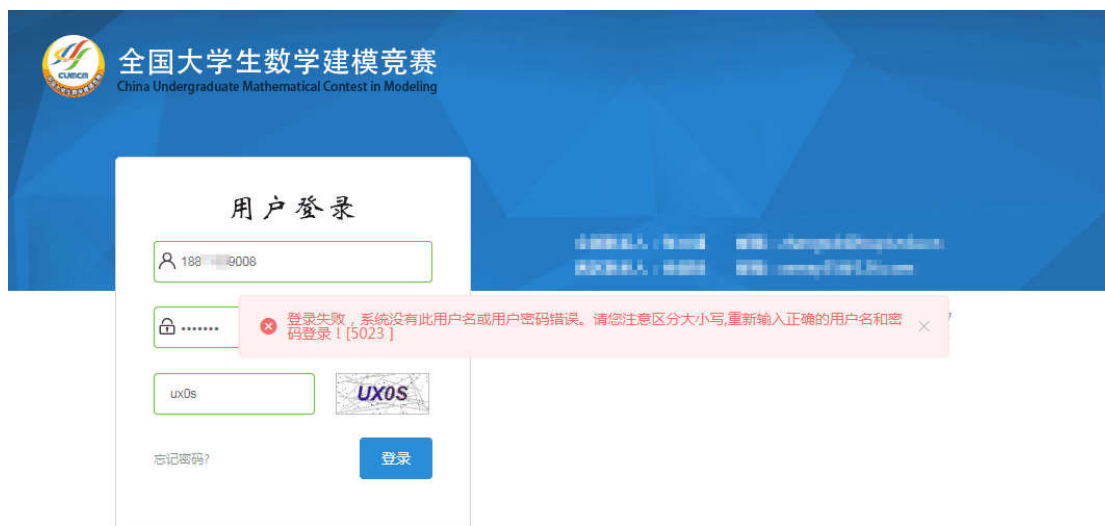 全国大学生数学建模竞赛
China Undergraduate Mathematical Contest in Modeling
CUMCM
用户登录
188 9008
•••••••
登录失败，系统没有此用户名或用户密码错误。请您注意区分大小写,重新输入正确的用户名和密
码登录！[5023 ]
?
ux0s
UX0S
忘记密码?
登录